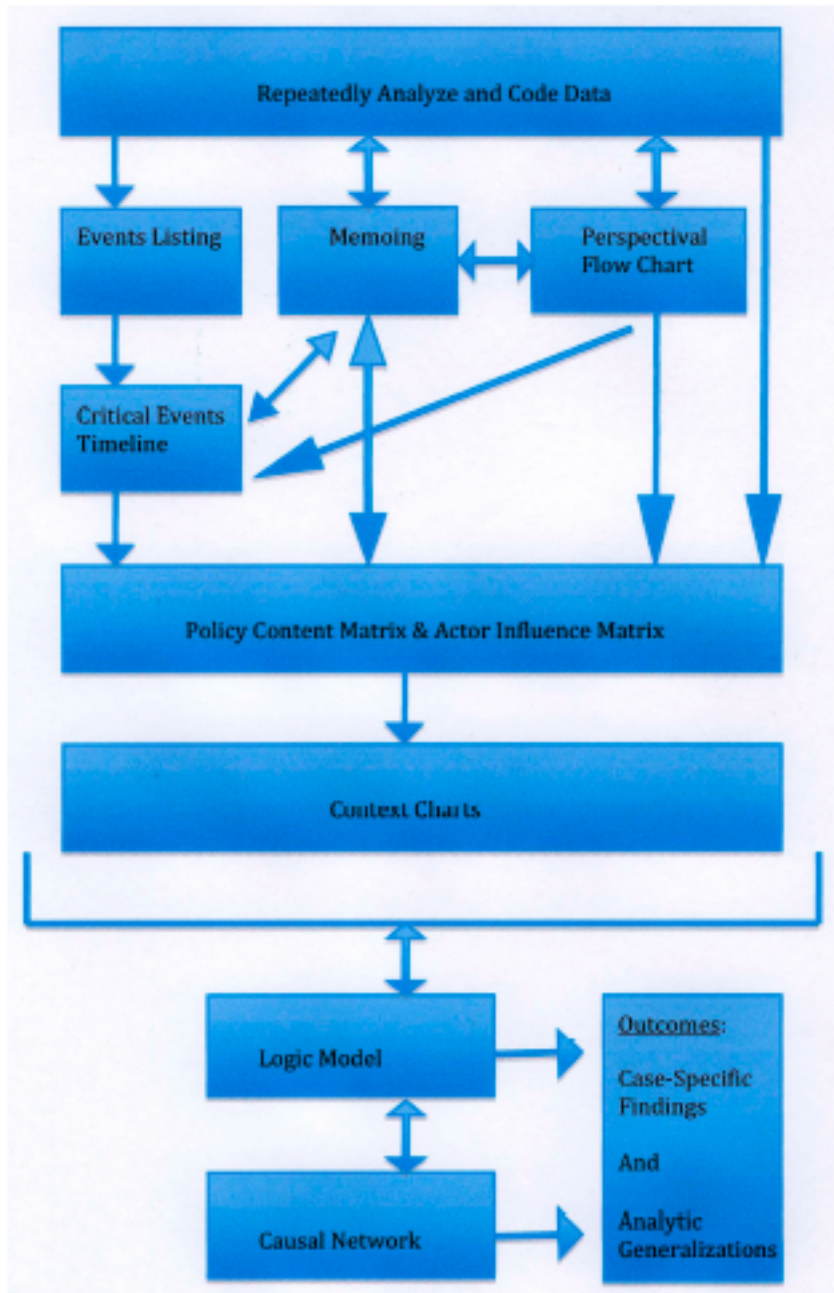 Repeatedly Analyze and Code Data
Events Listing
Memoing
Perspectival
Flow Chart
Critical Events
Timeline
Policy Content Matrix & Actor Influence Matrix
Context Charts
Logic Model
Outcomes:
Case-Specific
Findings
And
Analytic
Generalizations
Causal Network